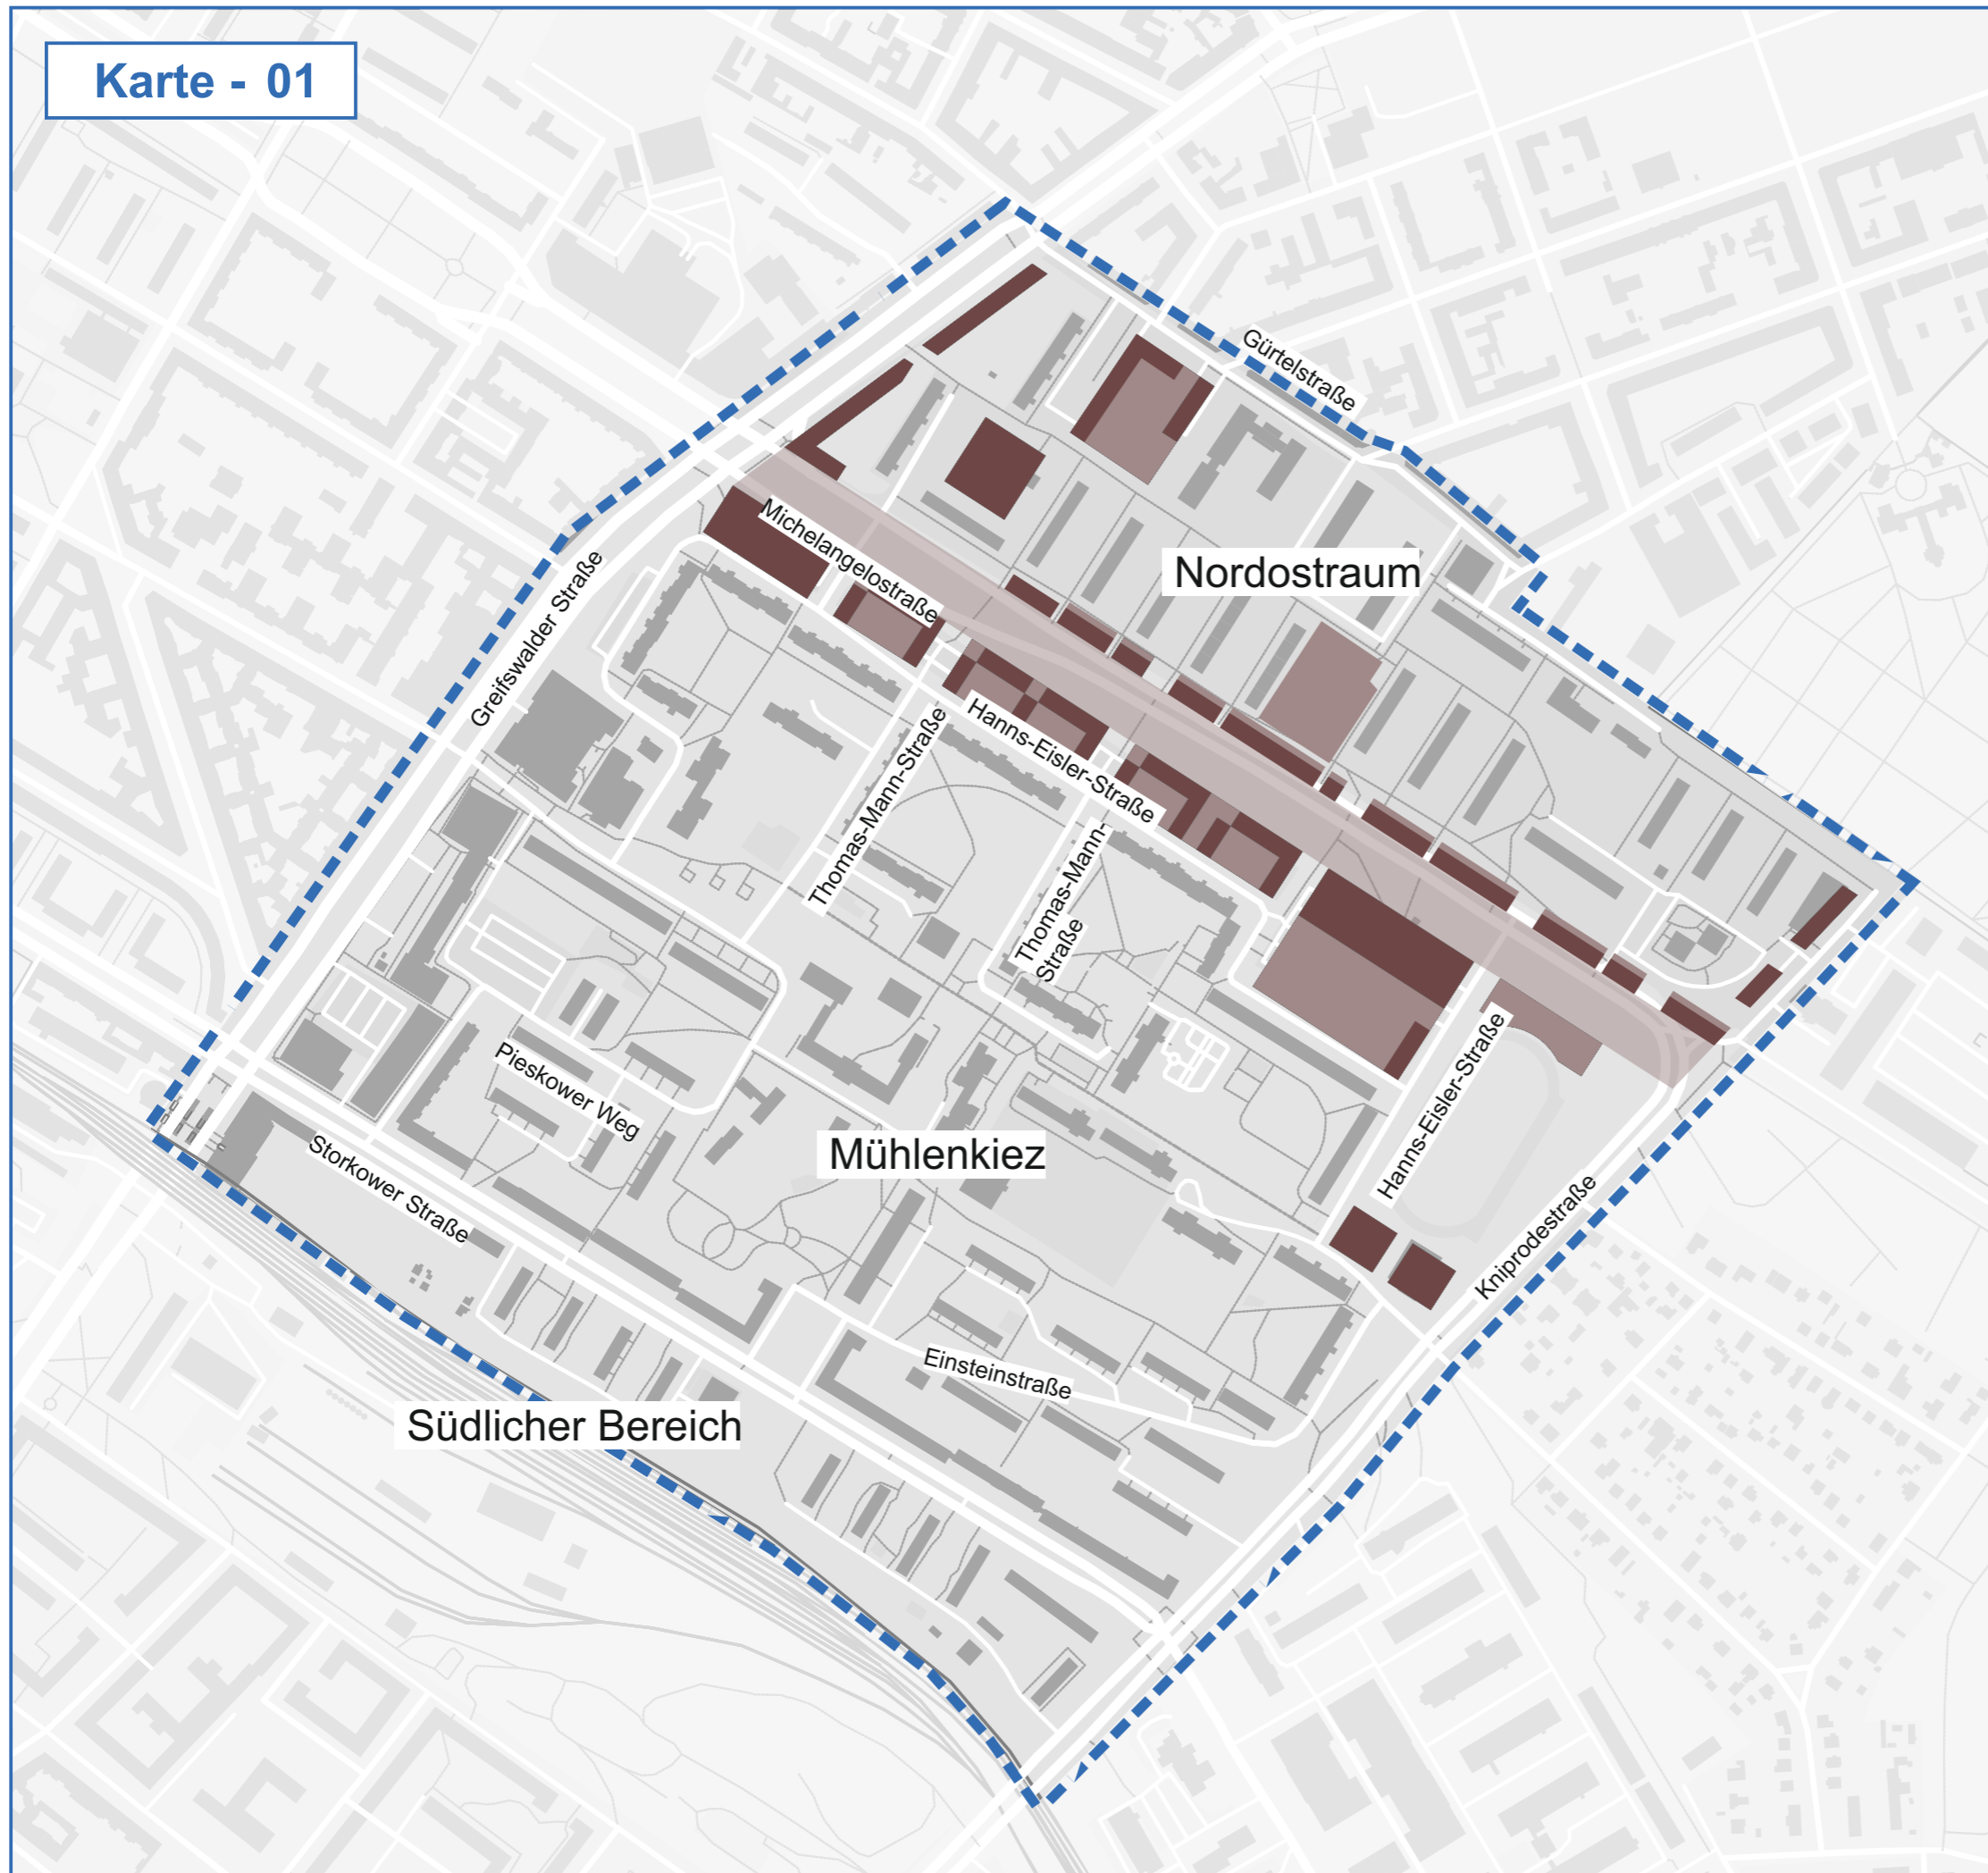 Karte - 01
Gürtelstraße
Michelangelostraße
Nordostraum
Greifswalder Straße
Thomas-Mann-Straße
Hanns-Eisler-Straße
Thomas-Mann-
Straße
Hanns-Eisler-Straße
Pieskower Weg
Mühlenkiez
Storkower Straße
Kniprodestraße
Einsteinstraße
Südlicher Bereich